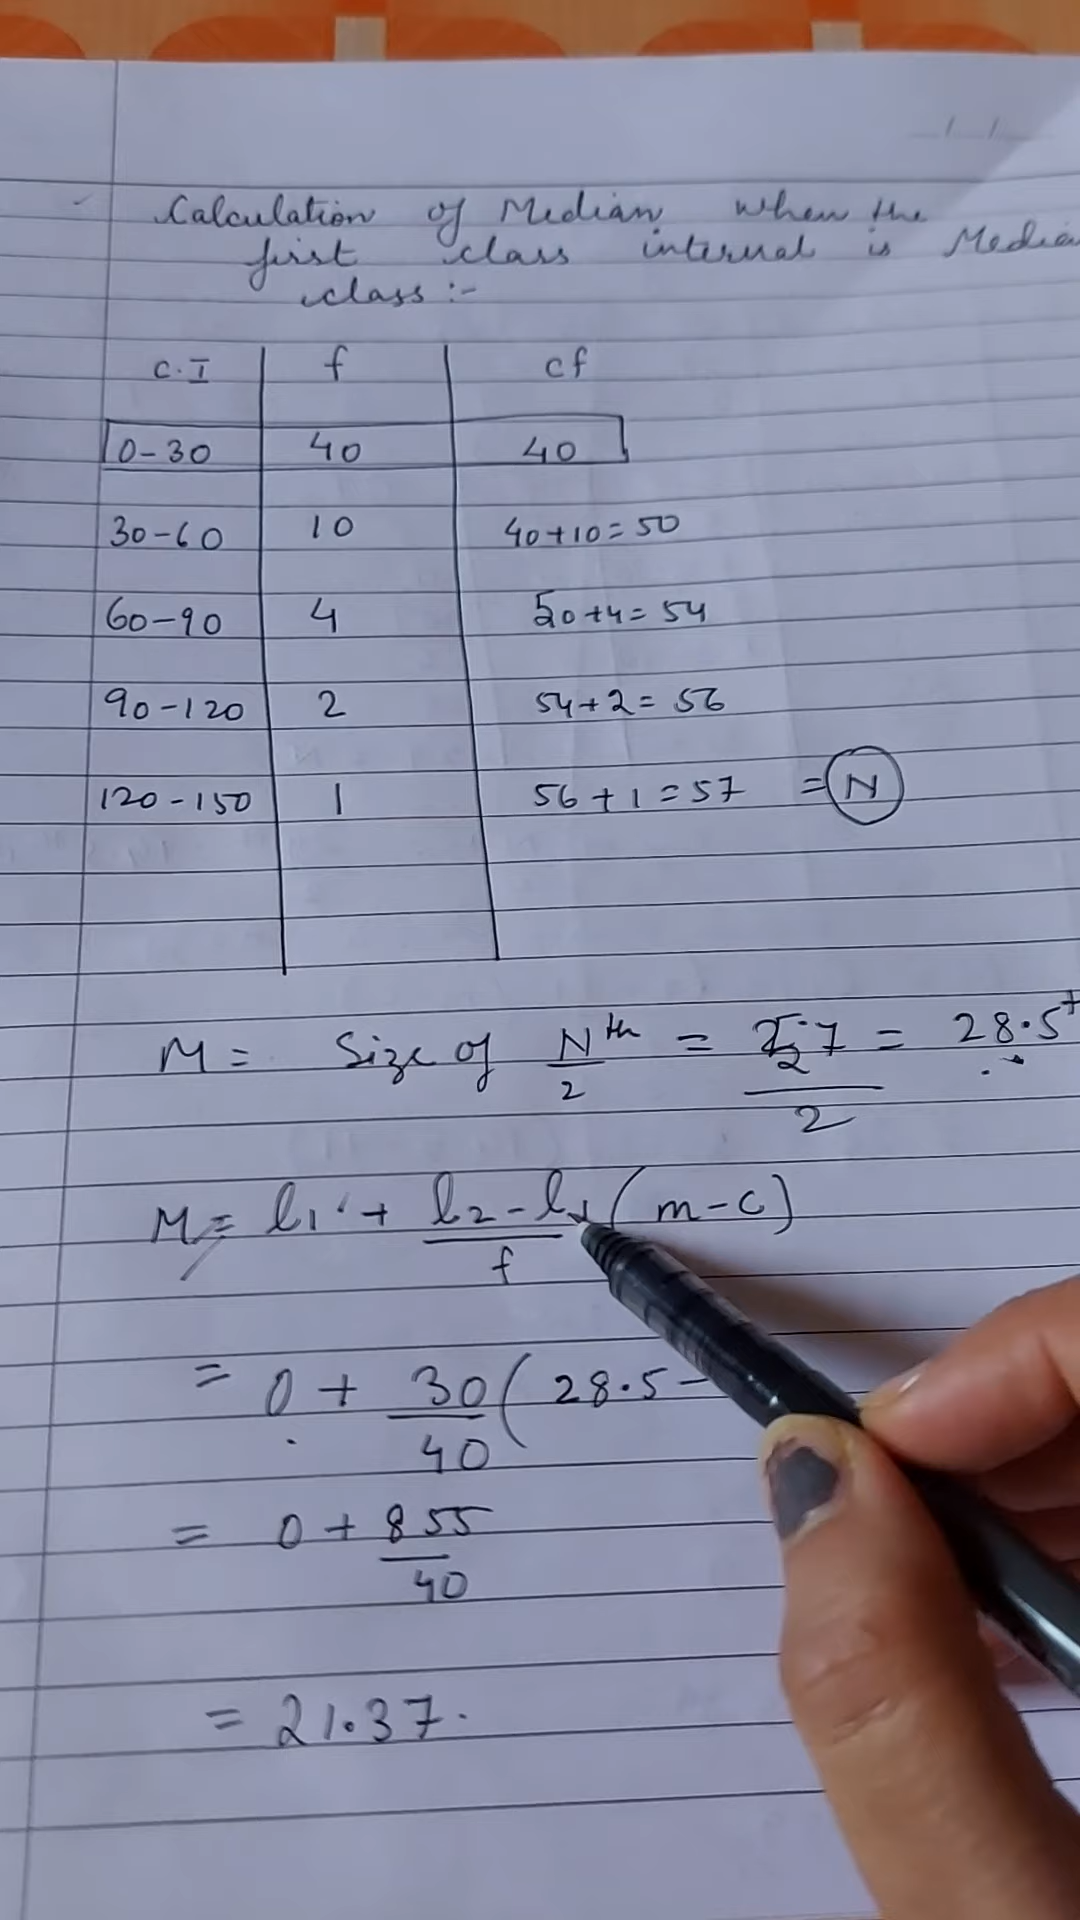 Calculation of Median when the
first class interval is Media
class :-
C.I f cf
0-30 40 40
30-60 10 40+10=50
60-90 4 50+4=54
90-120 2 54+2=56
120-150 1 56+1=57 =N
M = Size of N/2 th = 57/2 = 28.5
M = l1 + l2-l1/f (m-c)
= 0 + 30/40 ( 28.5 -
= 0 + 855/40
= 21.37.